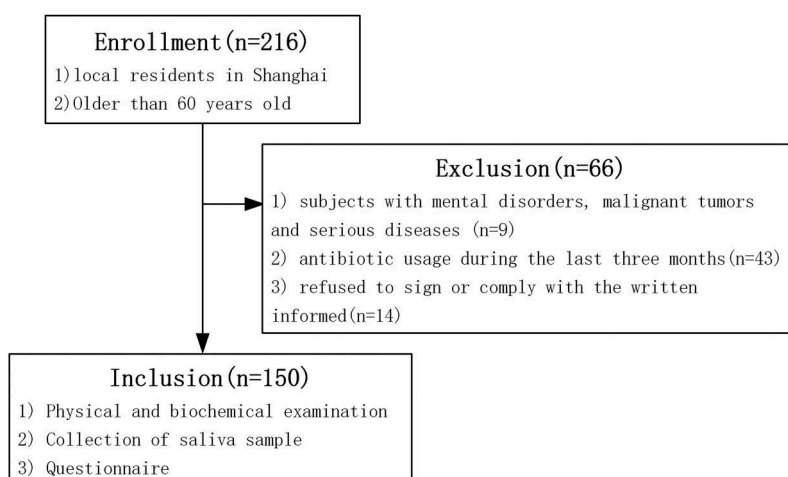 Enrollment(n=216)
1)local residents in Shanghai
2)Older than 60 years old
Exclusion(n=66)
1) subjects with mental disorders, malignant tumors
and serious diseases (n=9)
2) antibiotic usage during the last three months(n=43)
3) refused to sign or comply with the written
informed(n=14)
Inclusion(n=150)
1) Physical and biochemical examination
2) Collection of saliva sample
3) Questionnaire